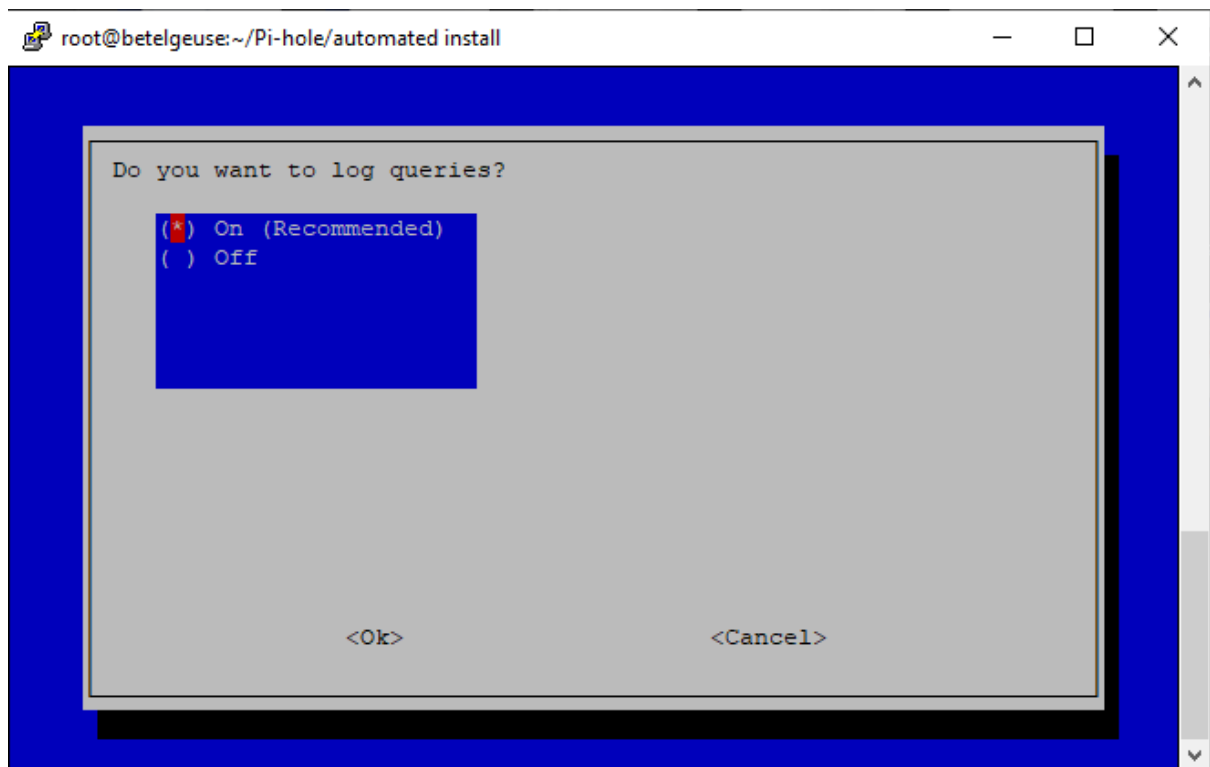 root@betelgeuse:~/Pi-hole/automated install
Do you want to log queries?
(*) On (Recommended)
( ) Off
<Ok> <Cancel>